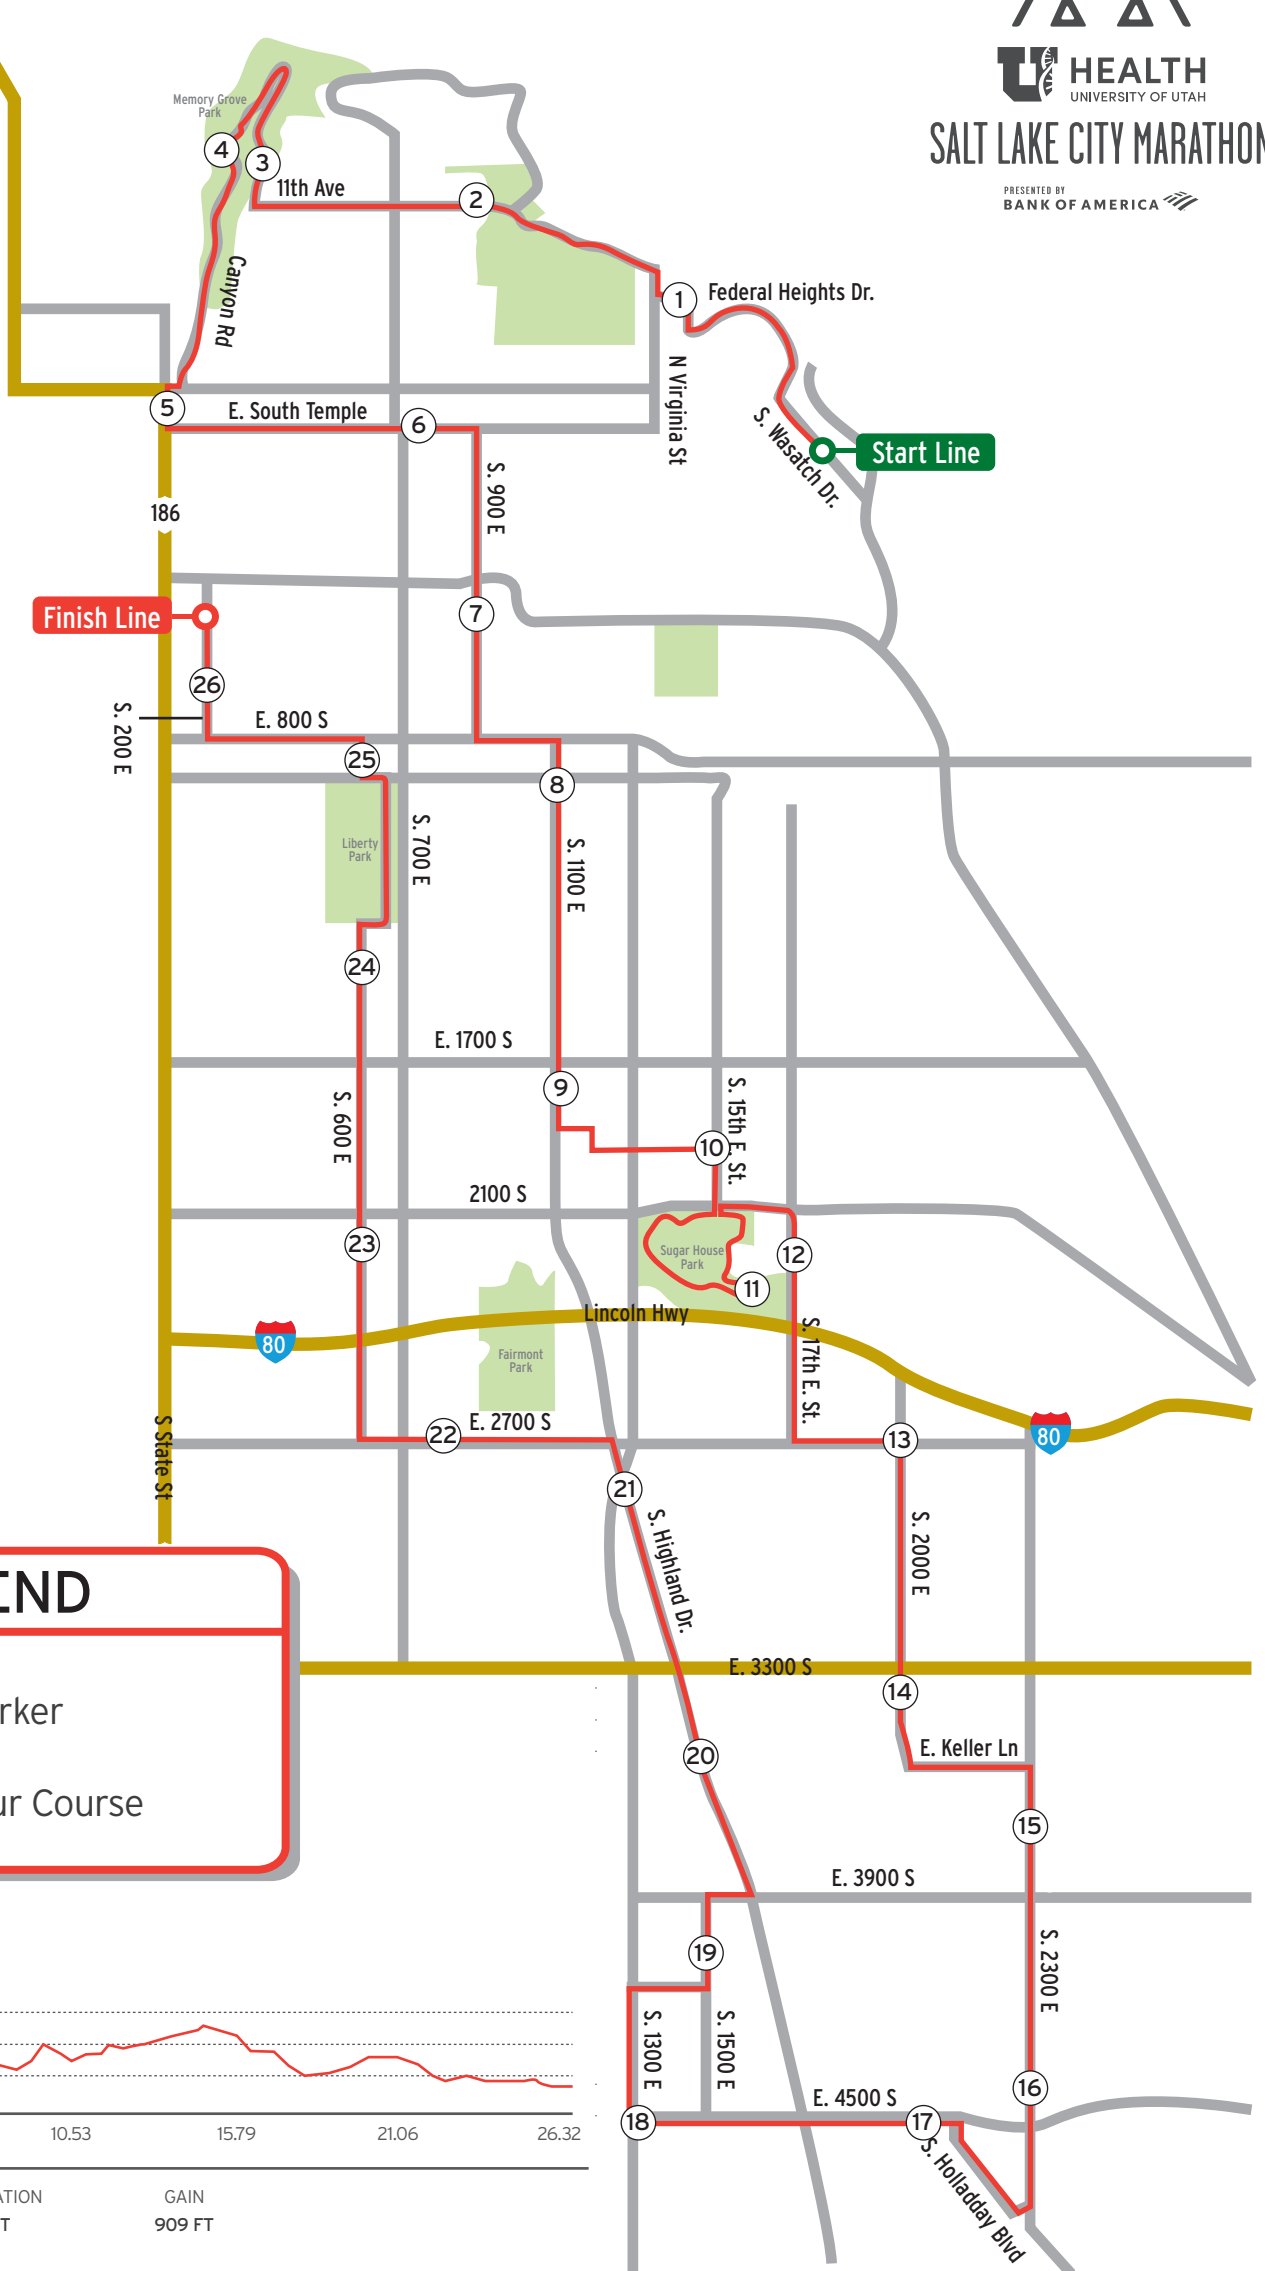 HEALTH
UNIVERSITY OF UTAH
SALT LAKE CITY MARATHON
PRESENTED BY
BANK OF AMERICA
Memory Grove
Park
4
3
11th Ave
2
Canyon Rd
1
Federal Heights Dr.
N Virginia St
S. Wasatch Dr.
Start Line
5
E. South Temple
6
S. 900 E
186
Finish Line
7
26
S. 200 E
E. 800 S
25
8
Liberty
Park
S. 700 E
S. 1100 E
24
E. 1700 S
9
S. 600 E
S. 15th E. St.
10
2100 S
23
Sugar House
Park
12
11
Lincoln Hwy
80
Fairmont
Park
S. 17th E. St.
S State St
22
E. 2700 S
13
80
21
S. Highland Dr.
S. 2000 E
END
E. 3300 S
14
rker
20
E. Keller Ln
ur Course
15
E. 3900 S
19
S. 2300 E
S. 1300 E
S. 1500 E
16
E. 4500 S
18
17
S. Holladay Blvd
10.53
15.79
21.06
26.32
ATION
GAIN
T
909 FT